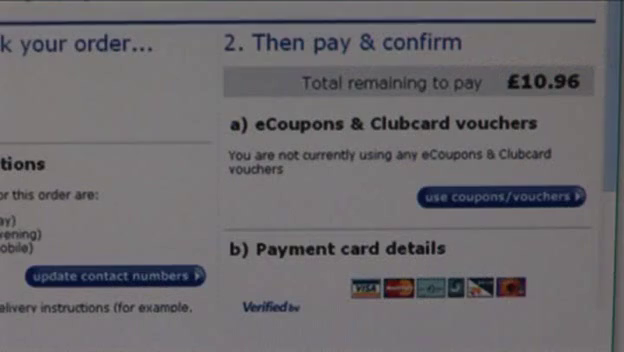 k your order...
2. Then pay & confirm
Total remaining to pay £10.96
a) eCoupons & Clubcard vouchers
You are not currently using any eCoupons & Clubcard
vouchers
use coupons/vouchers
tions
or this order are:
ay)
vening)
obile)
update contact numbers
elivery instructions (for example,
b) Payment card details
VISA
Verified by